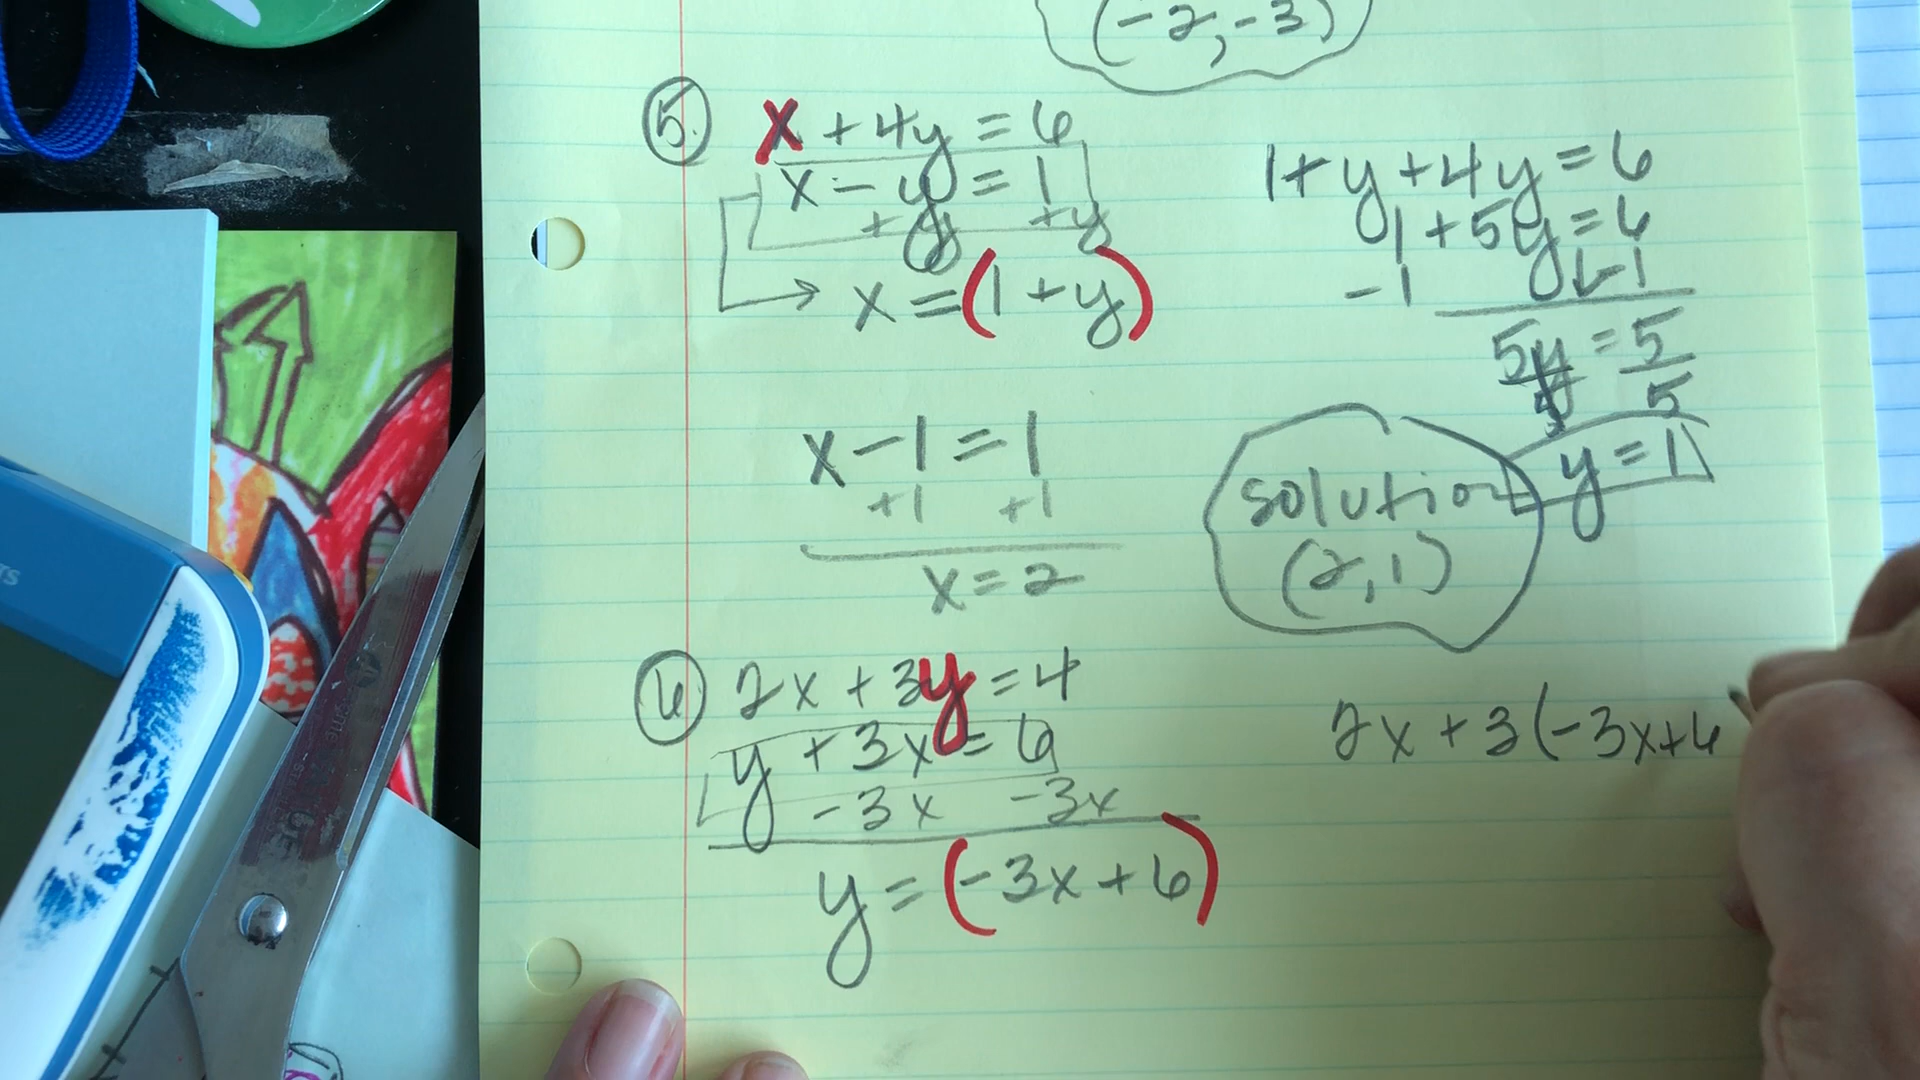 (-2,-3)
5. x + 4y = 6
x - y = 1
+y +y
x = (1 + y)
1 + y + 4y = 6
1 + 5y = 6
-1 -1
5y = 5
5 5
y = 1
x - 1 = 1
+1 +1
x = 2
solution
(2,1)
6 2x + 3y = 4
y + 3x = 6
-3x -3x
y = (-3x + 6)
2x + 3(-3x+6